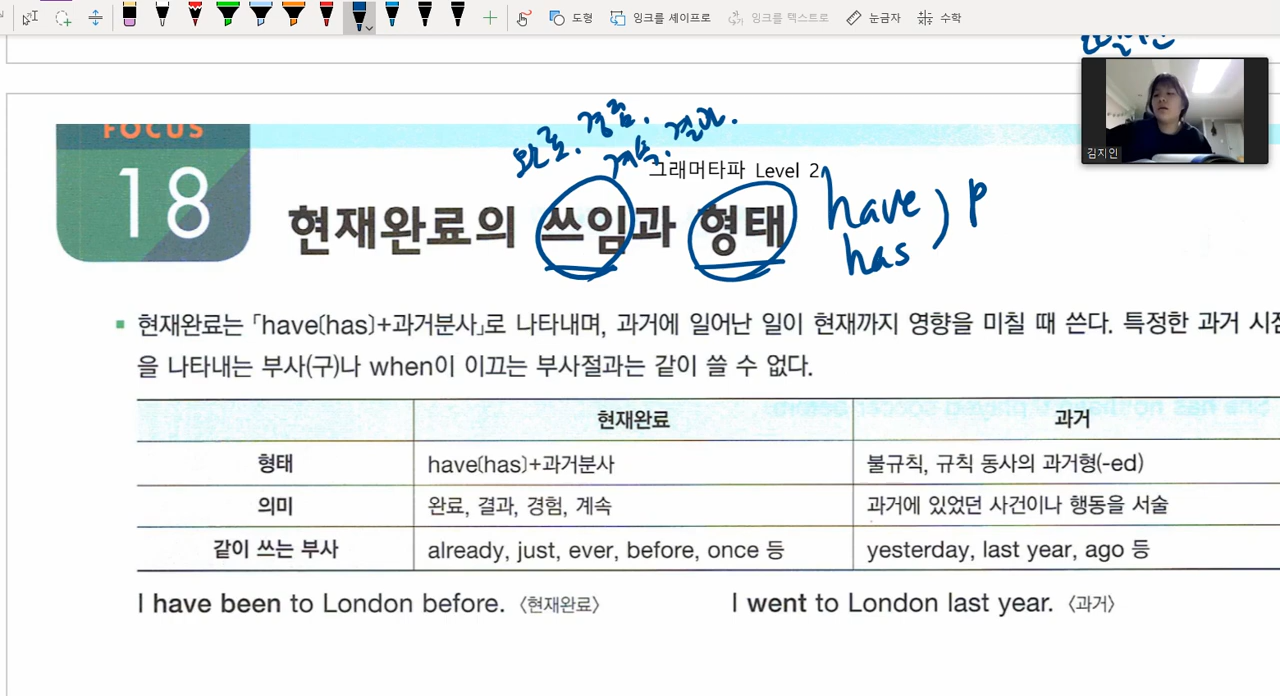 도형 잉크를 셰이프로 잉크를 텍스트로 눈금자 수학
김지인
FOCUS
18
완료. 경험.
계속. 결과.
그래머타파 Level 2
현재완료의 쓰임과 형태
have
has ) p
현재완료는 「have(has)+과거분사」로 나타내며, 과거에 일어난 일이 현재까지 영향을 미칠 때 쓴다. 특정한 과거 시점
을 나타내는 부사(구)나 when이 이끄는 부사절과는 같이 쓸 수 없다.
현재완료 과거
형태 have(has)+과거분사 불규칙, 규칙 동사의 과거형(-ed)
의미 완료, 결과, 경험, 계속 과거에 있었던 사건이나 행동을 서술
같이 쓰는 부사 already, just, ever, before, once 등 yesterday, last year, ago 등
I have been to London before. 〈현재완료〉 I went to London last year. 〈과거〉